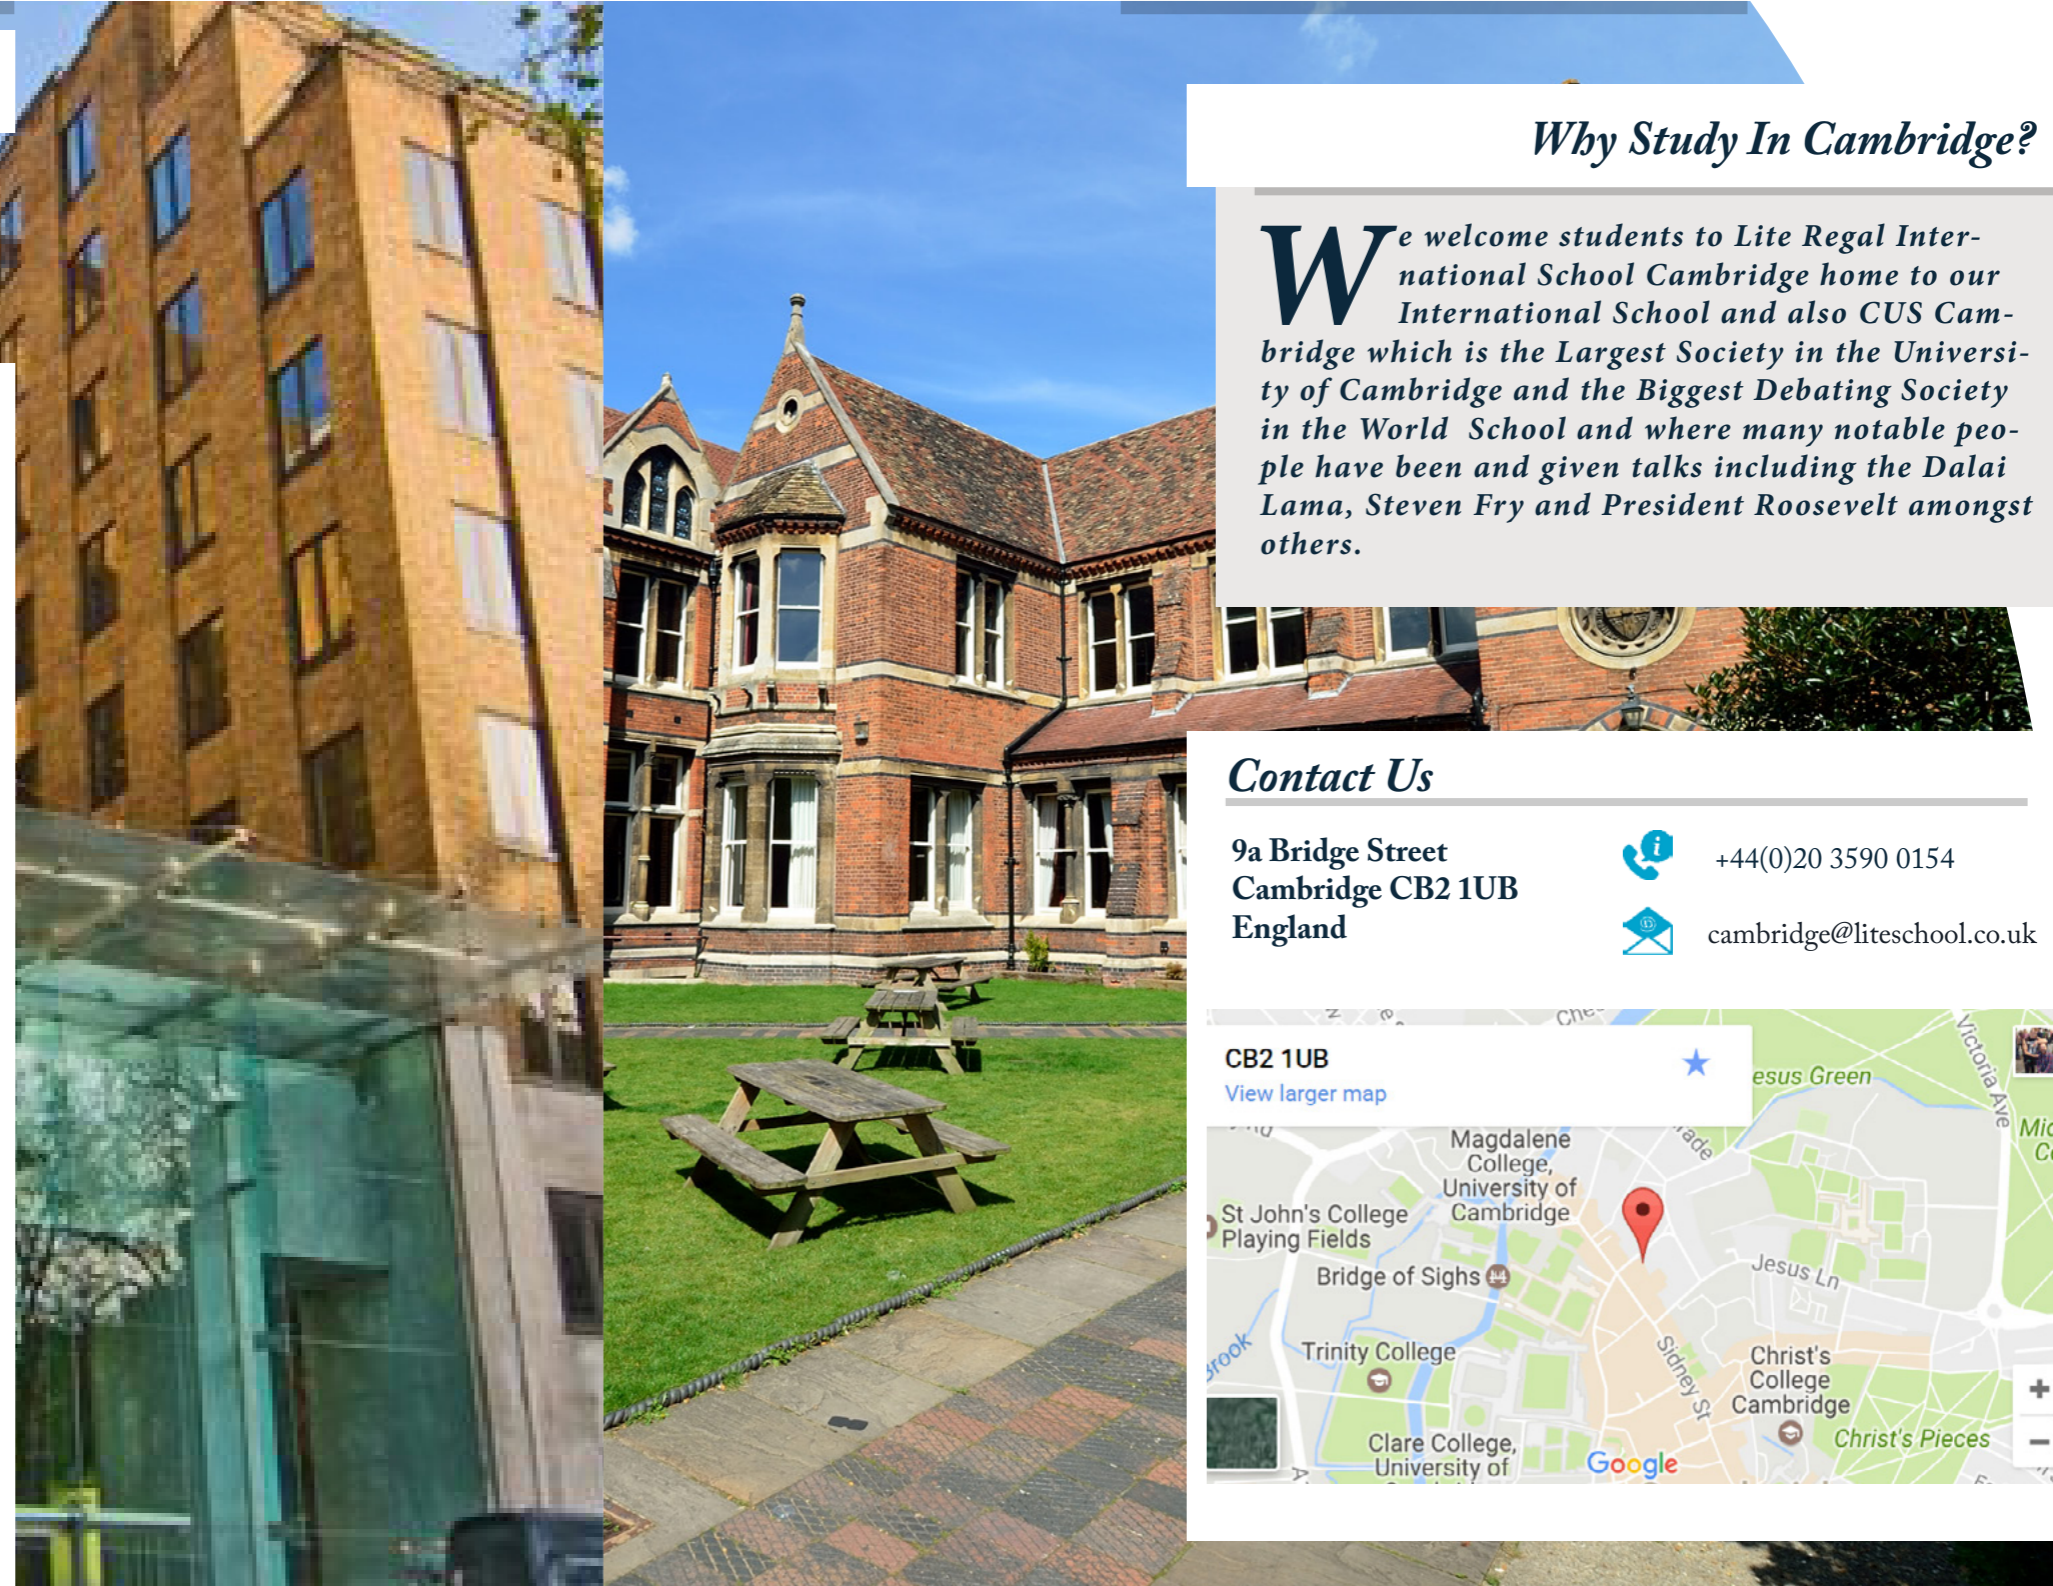 Why Study In Cambridge?
We welcome students to Lite Regal Inter-
national School Cambridge home to our
International School and also CUS Cam-
bridge which is the Largest Society in the Universi-
ty of Cambridge and the Biggest Debating Society
in the World  School and where many notable peo-
ple have been and given talks including the Dalai
Lama, Steven Fry and President Roosevelt amongst
others.
Contact Us
9a Bridge Street
Cambridge CB2 1UB
England
+44(0)20 3590 0154
cambridge@liteschool.co.uk
CB2 1UB
View larger map
esus Green
Victoria Ave
Magdalene
College,
University of
Cambridge
St John's College
Playing Fields
Bridge of Sighs
Jesus Ln
Trinity College
Sidney St
Christ's
College
Cambridge
Christ's Pieces
Clare College,
University of
Google